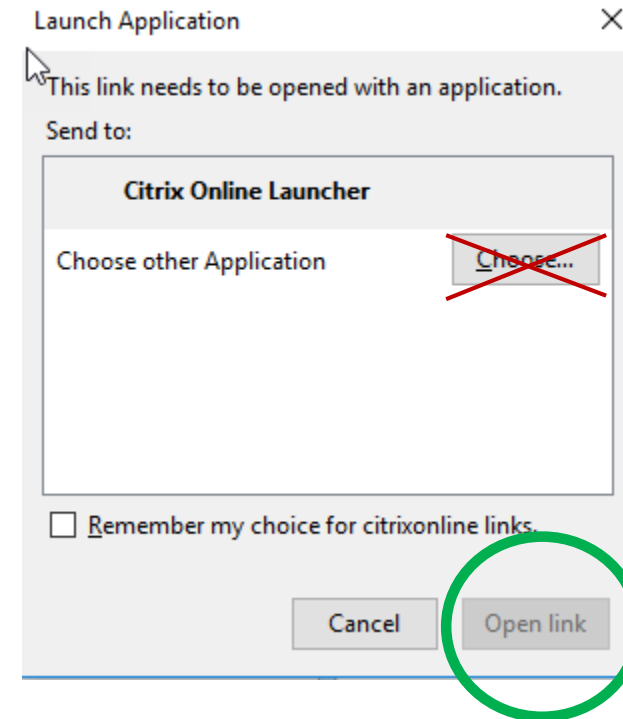 Launch Application
This link needs to be opened with an application.
Send to:
Citrix Online Launcher
Choose other Application
Choose...
Remember my choice for citrixonline links.
Cancel
Open link